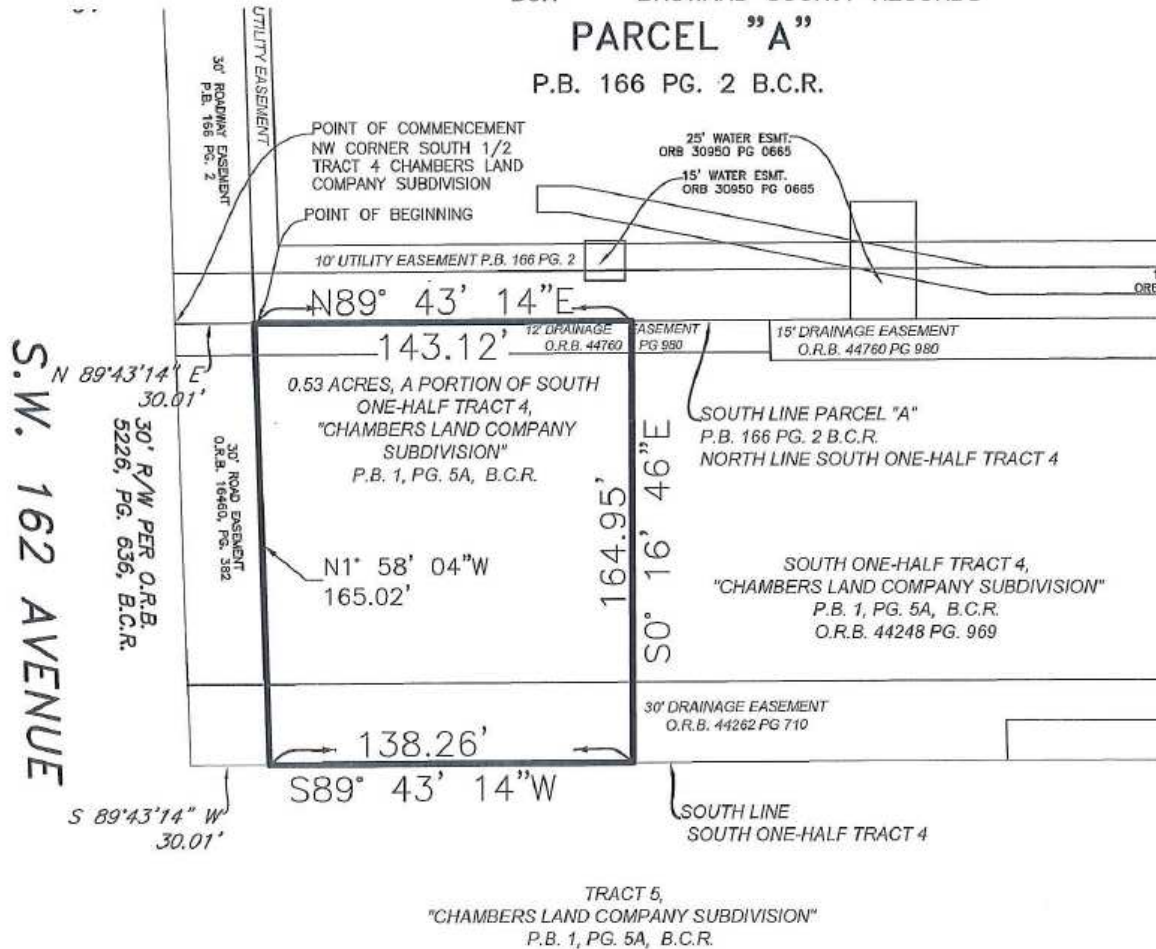 PARCEL "A"
P.B. 166 PG. 2 B.C.R.
UTILITY EASEMENT
30' ROADWAY EASEMENT
P.B. 166 PG. 2
POINT OF COMMENCEMENT
NW CORNER SOUTH 1/2
TRACT 4 CHAMBERS LAND
COMPANY SUBDIVISION
POINT OF BEGINNING
25' WATER ESMT.
ORB 30950 PG 0665
15' WATER ESMT.
ORB 30950 PG 0665
10' UTILITY EASEMENT P.B. 166 PG. 2
ORB
N89° 43' 14"E
143.12'
12' DRAINAGE EASEMENT
O.R.B. 44760 PG 980
15' DRAINAGE EASEMENT
O.R.B. 44760 PG 980
N 89°43'14" E
30.01'
0.53 ACRES, A PORTION OF SOUTH
ONE-HALF TRACT 4,
"CHAMBERS LAND COMPANY
SUBDIVISION"
P.B. 1, PG. 5A, B.C.R.
SOUTH LINE PARCEL "A"
P.B. 166 PG. 2 B.C.R.
NORTH LINE SOUTH ONE-HALF TRACT 4
S.W. 162 AVENUE
30' R/W PER O.R.B.
5226, PG. 636, B.C.R.
30' ROAD EASEMENT
O.R.B. 16460, PG. 382
N1° 58' 04"W
165.02'
164.95'
S0° 16' 46"E
SOUTH ONE-HALF TRACT 4,
"CHAMBERS LAND COMPANY SUBDIVISION"
P.B. 1, PG. 5A, B.C.R.
O.R.B. 44248 PG. 969
30' DRAINAGE EASEMENT
O.R.B. 44262 PG 710
138.26'
S89° 43' 14"W
S 89°43'14" W
30.01'
SOUTH LINE
SOUTH ONE-HALF TRACT 4
TRACT 5,
"CHAMBERS LAND COMPANY SUBDIVISION"
P.B. 1, PG. 5A, B.C.R.